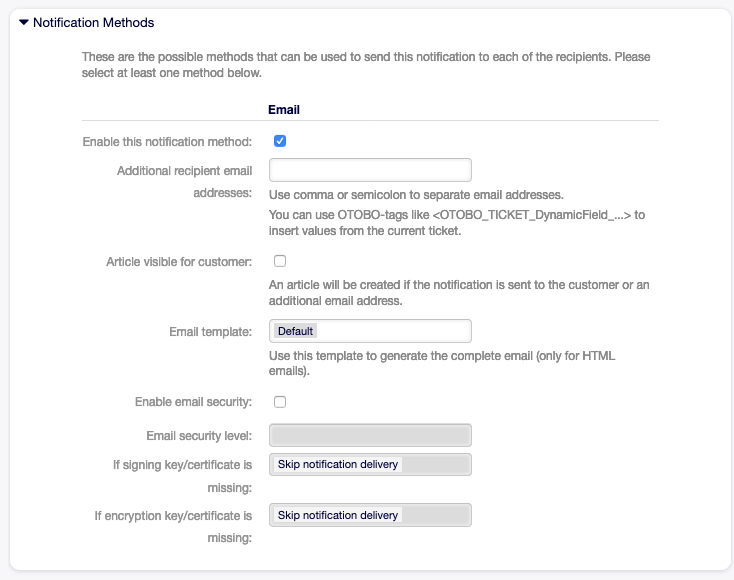 Notification Methods
These are the possible methods that can be used to send this notification to each of the recipients. Please
select at least one method below.
Email
Enable this notification method:
Additional recipient email
addresses:
Use comma or semicolon to separate email addresses.
You can use OTOBO-tags like <OTOBO_TICKET_DynamicField_...> to
insert values from the current ticket.
Article visible for customer:
An article will be created if the notification is sent to the customer or an
additional email address.
Email template:
Default
Use this template to generate the complete email (only for HTML
emails).
Enable email security:
Email security level:
If signing key/certificate is
missing:
Skip notification delivery
If encryption key/certificate is
missing:
Skip notification delivery